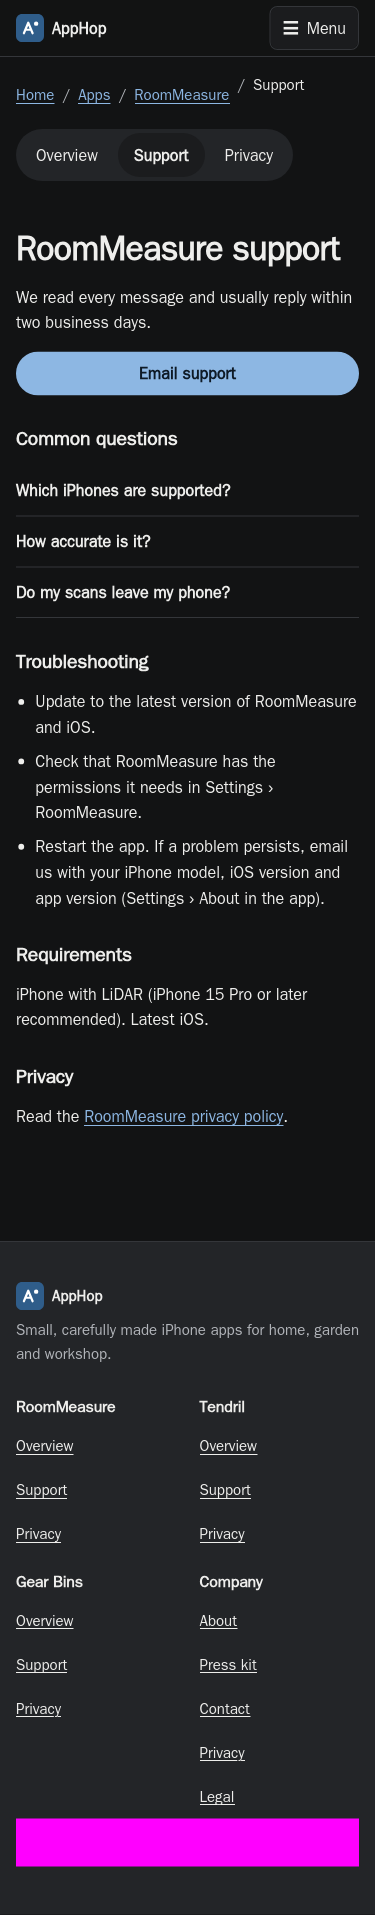 AppHop
☰ Menu
Home / Apps / RoomMeasure / Support
Overview Support Privacy
RoomMeasure support
We read every message and usually reply within
two business days.
Email support
Common questions
Which iPhones are supported?
How accurate is it?
Do my scans leave my phone?
Troubleshooting
• Update to the latest version of RoomMeasure
and iOS.
• Check that RoomMeasure has the
permissions it needs in Settings ›
RoomMeasure.
• Restart the app. If a problem persists, email
us with your iPhone model, iOS version and
app version (Settings › About in the app).
Requirements
iPhone with LiDAR (iPhone 15 Pro or later
recommended). Latest iOS.
Privacy
Read the RoomMeasure privacy policy.
AppHop
Small, carefully made iPhone apps for home, garden
and workshop.
RoomMeasure
Overview
Support
Privacy
Tendril
Overview
Support
Privacy
Gear Bins
Overview
Support
Privacy
Company
About
Press kit
Contact
Privacy
Legal